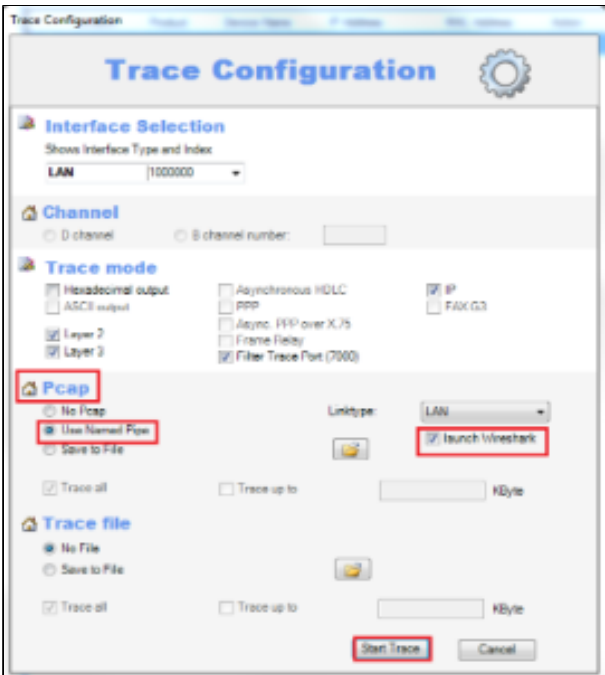 Trace Configuration
Trace Configuration
Interface Selection
Shows Interface Type and Index
LAN 1000000
Channel
D channel B channel number:
Trace mode
Hexadecimal output Asynchronous HDLC IP
ASCII output PPP FAX G3
Async. PPP over X.75
Layer 2 Frame Relay
Layer 3 Filter Trace Port (7000)
Pcap
No Pcap Linktype: LAN
Use Named Pipe launch Wireshark
Save to File
Trace all Trace up to KByte
Trace file
No File
Save to File
Trace all Trace up to KByte
Start Trace Cancel